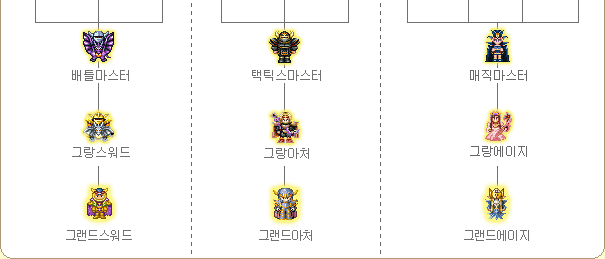 배틀마스터
택틱스마스터
매직마스터
그랑스워드
그랑아처
그랑에이지
그랜드스워드
그랜드아처
그랜드에이지